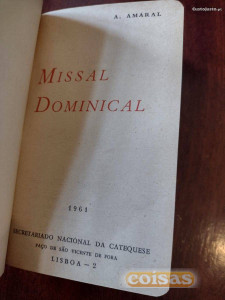 A. AMARAL
MISSAL
DOMINICAL
1961
SECRETARIADO NACIONAL DA CATEQUESE
PAÇO DE SÃO VICENTE DE FORA
LISBOA — 2
coisas